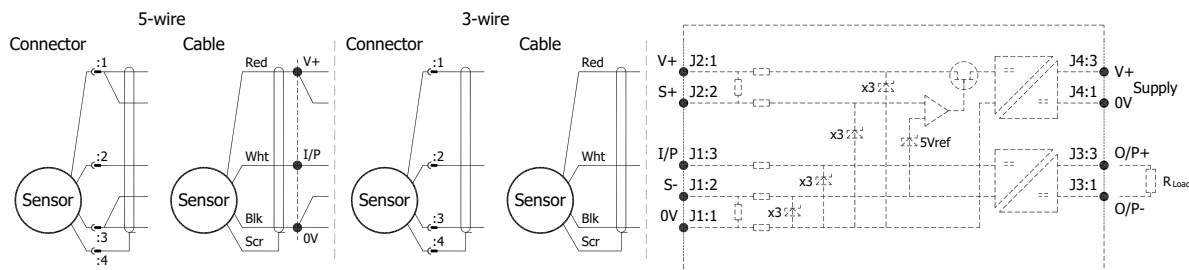 5-wire
Connector
Cable
:1
:2
:3
:4
Sensor
Red
Wht
Blk
Scr
Sensor
V+
I/P
0V
3-wire
Connector
Cable
:1
:2
:3
:4
Sensor
Red
Wht
Blk
Scr
Sensor
V+ J2:1
S+ J2:2
I/P J1:3
S- J1:2
0V J1:1
x3
x3
x3
x3
5Vref
J4:3 V+
Supply
J4:1 0V
J3:3 O/P+
J3:1 O/P-
R Load